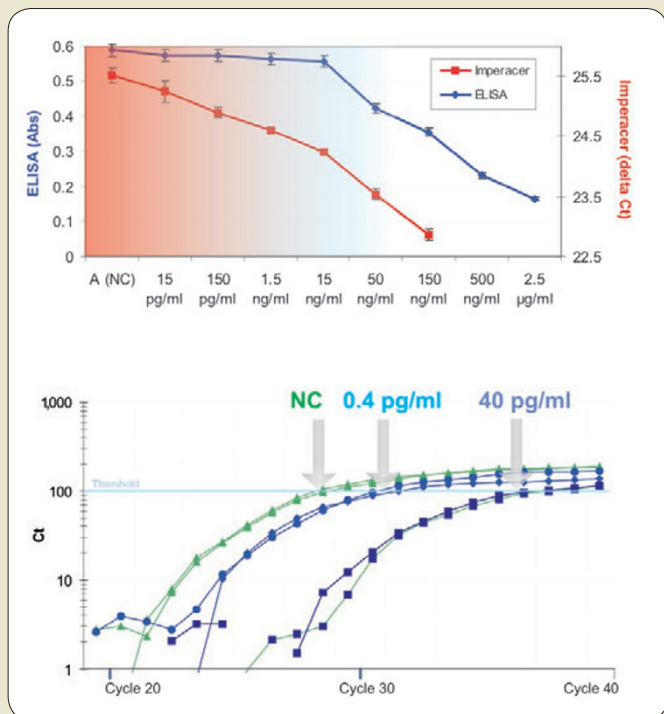 0.6
0.5
0.4
0.3
0.2
0.1
0
ELISA (Abs)
Imperacer
ELISA
25.5
24.5
23.5
22.5
Imperacer (delta Ct)
A (NC) 15 150 1.5 15 50 150 500 2.5
pg/ml pg/ml ng/ml ng/ml ng/ml ng/ml ng/ml µg/ml
NC 0.4 pg/ml 40 pg/ml
1,000
Threshold
100
Ct
10
1
Cycle 20 Cycle 30 Cycle 40